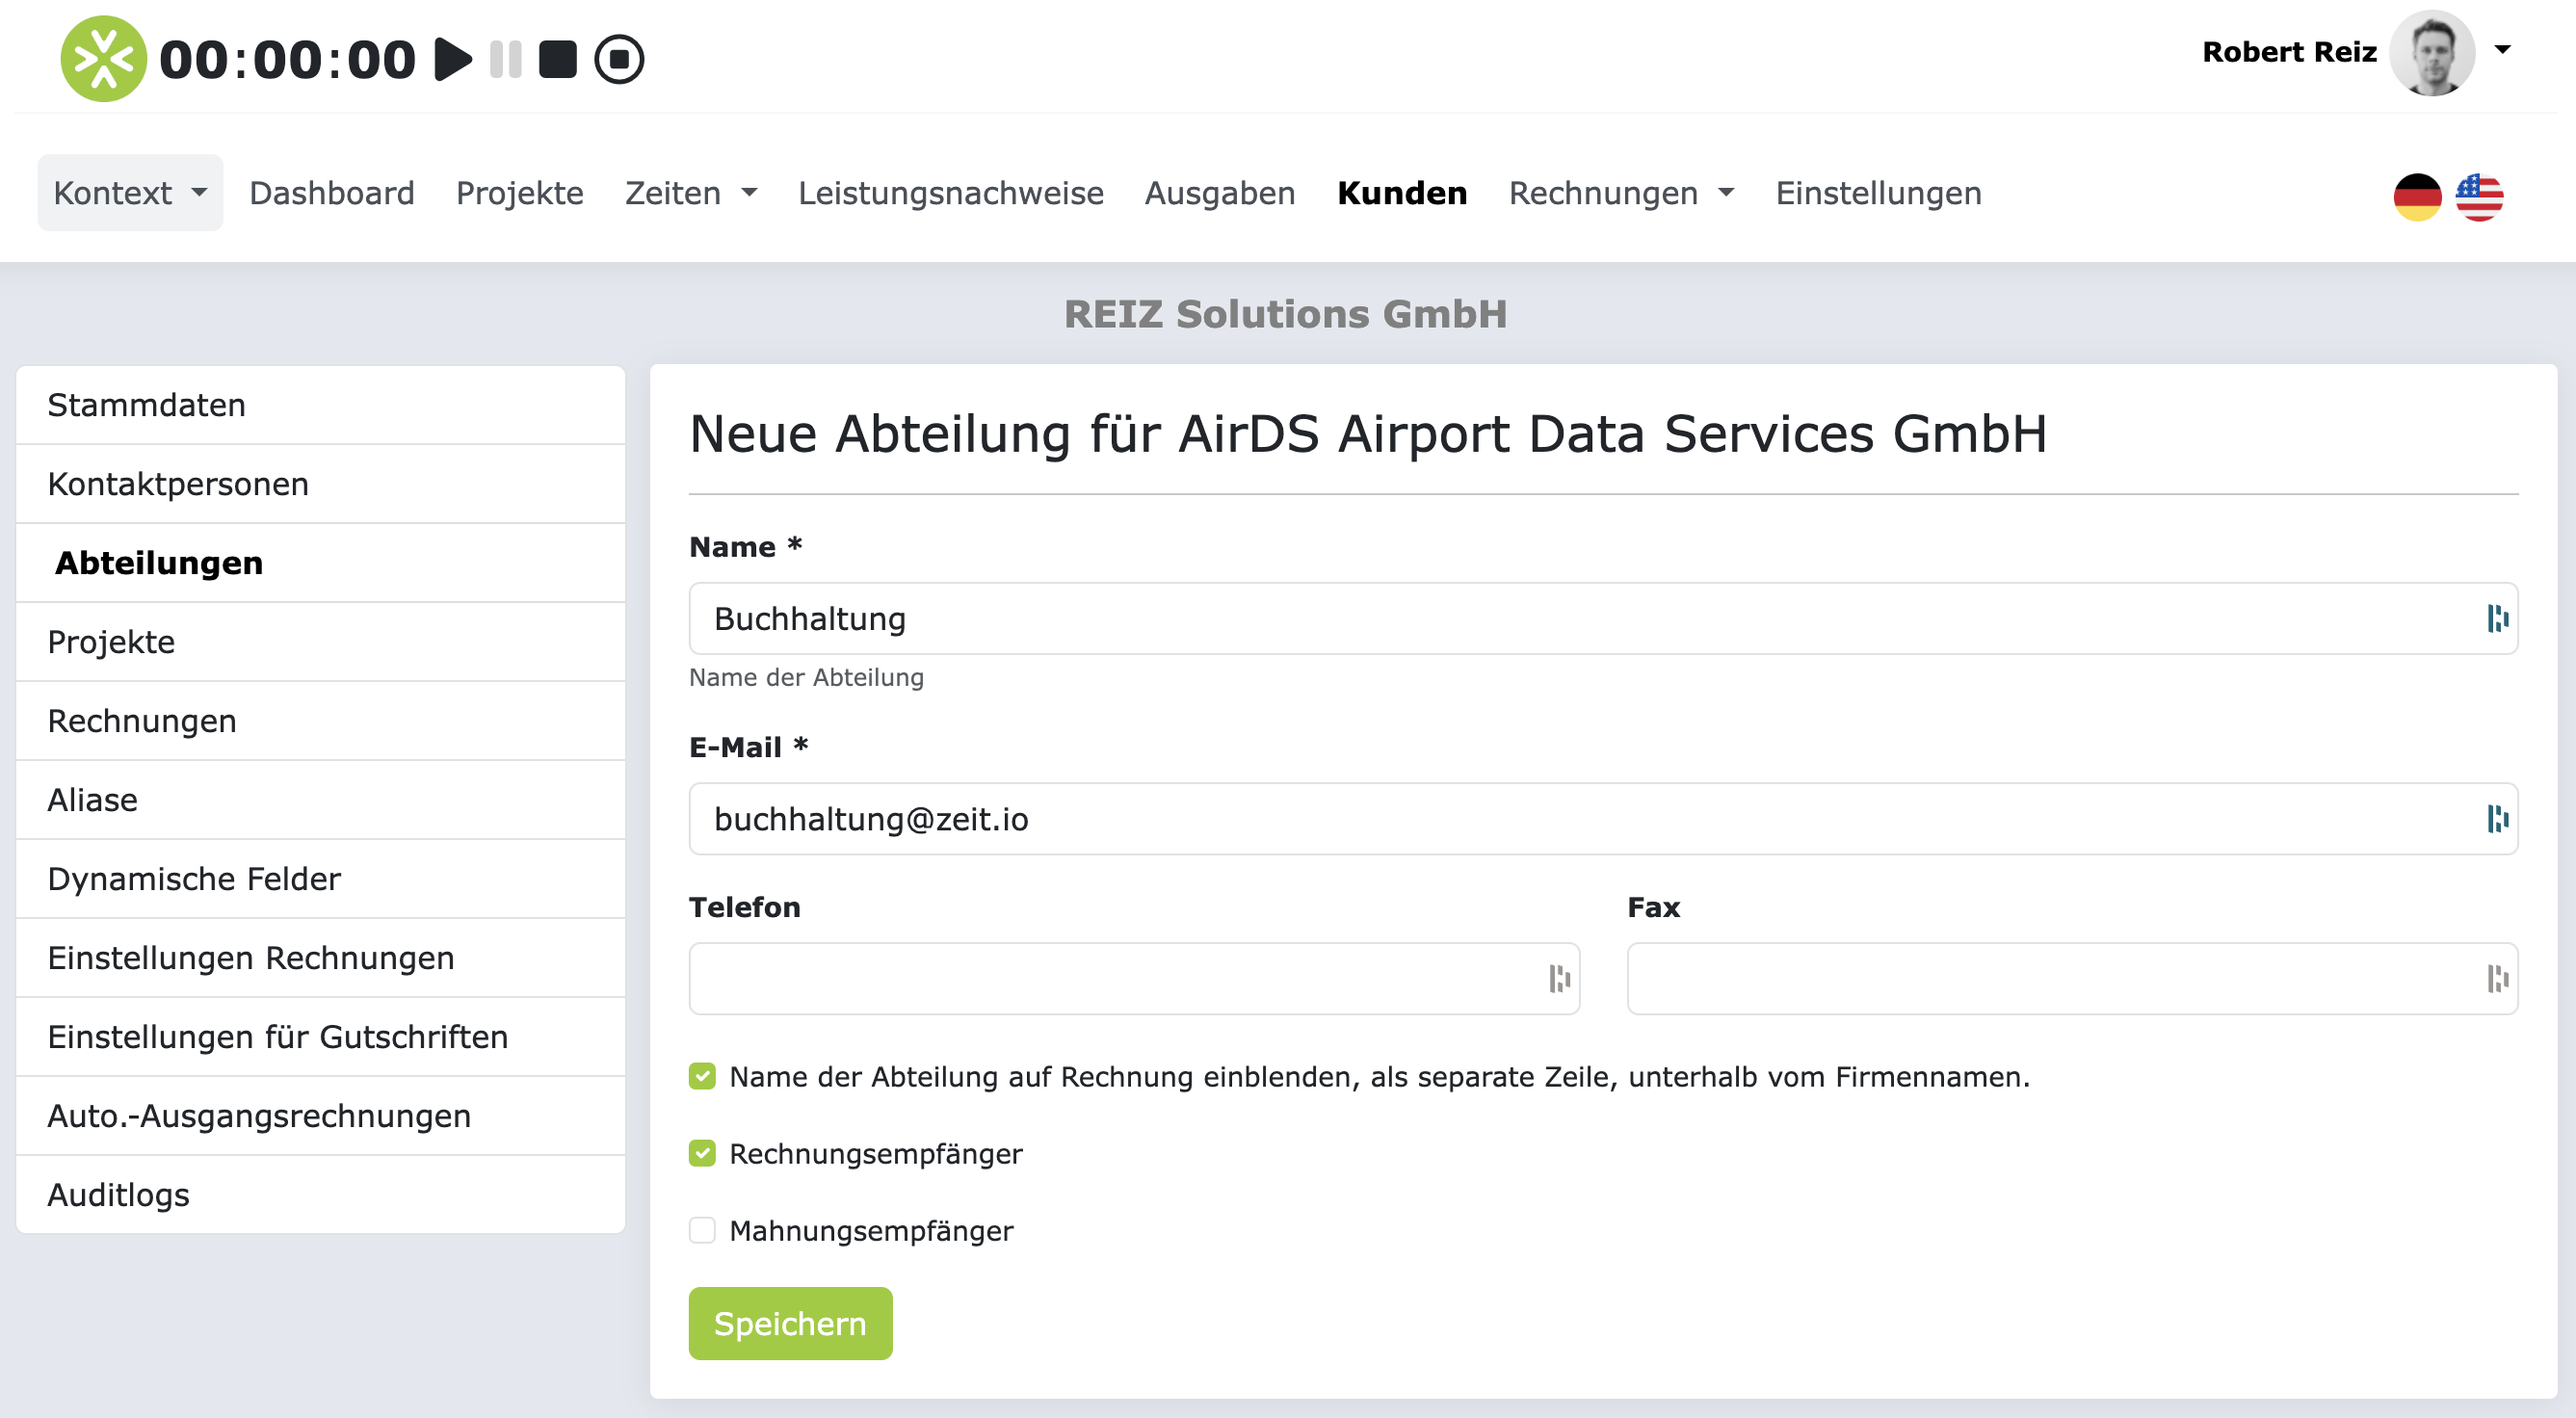 00:00:00
Robert Reiz
Kontext Dashboard Projekte Zeiten Leistungsnachweise Ausgaben Kunden Rechnungen Einstellungen
REIZ Solutions GmbH
Stammdaten
Kontaktpersonen
Abteilungen
Projekte
Rechnungen
Aliase
Dynamische Felder
Einstellungen Rechnungen
Einstellungen für Gutschriften
Auto.-Ausgangsrechnungen
Auditlogs
Neue Abteilung für AirDS Airport Data Services GmbH
Name *
Buchhaltung
Name der Abteilung
E-Mail *
buchhaltung@zeit.io
Telefon Fax
Name der Abteilung auf Rechnung einblenden, als separate Zeile, unterhalb vom Firmennamen.
Rechnungsempfänger
Mahnungsempfänger
Speichern